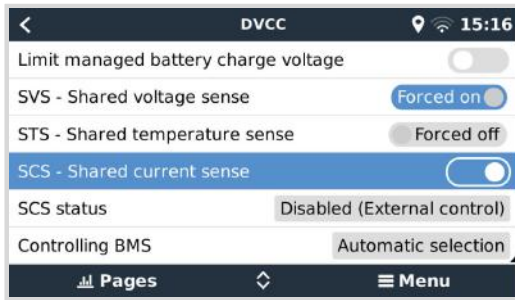 DVCC 15:16
Limit managed battery charge voltage
SVS - Shared voltage sense Forced on
STS - Shared temperature sense Forced off
SCS - Shared current sense
SCS status Disabled (External control)
Controlling BMS Automatic selection
Pages Menu